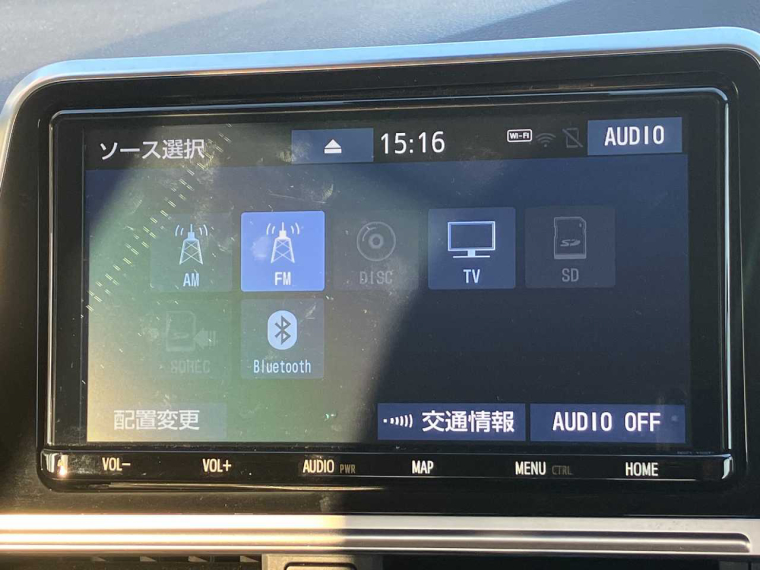 ソース選択 15:16 Wi-Fi AUDIO
AM FM DISC TV SD
SDREC Bluetooth
配置変更 交通情報 AUDIO OFF
VOL− VOL+ AUDIO PWR MAP MENU CTRL HOME